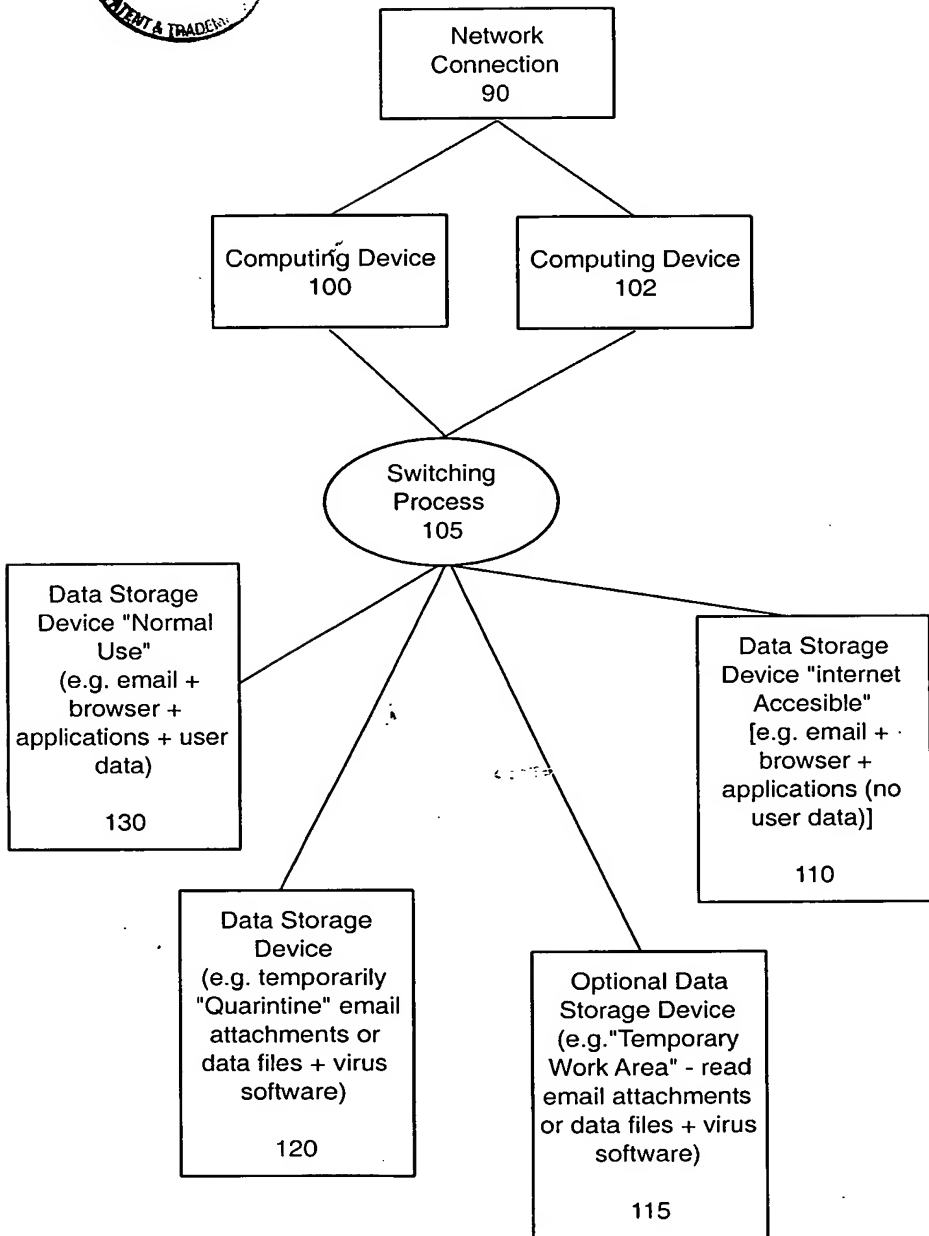 PATENT & TRADEM
Network
Connection
90
Computing Device
100
Computing Device
102
Switching
Process
105
Data Storage
Device "Normal
Use"
(e.g. email +
browser +
applications + user
data)
130
Data Storage
Device "internet
Accesible"
[e.g. email +
browser +
applications (no
user data)]
110
Data Storage
Device
(e.g. temporarily
"Quarintine" email
attachments or
data files + virus
software)
120
Optional Data
Storage Device
(e.g."Temporary
Work Area" - read
email attachments
or data files + virus
software)
115